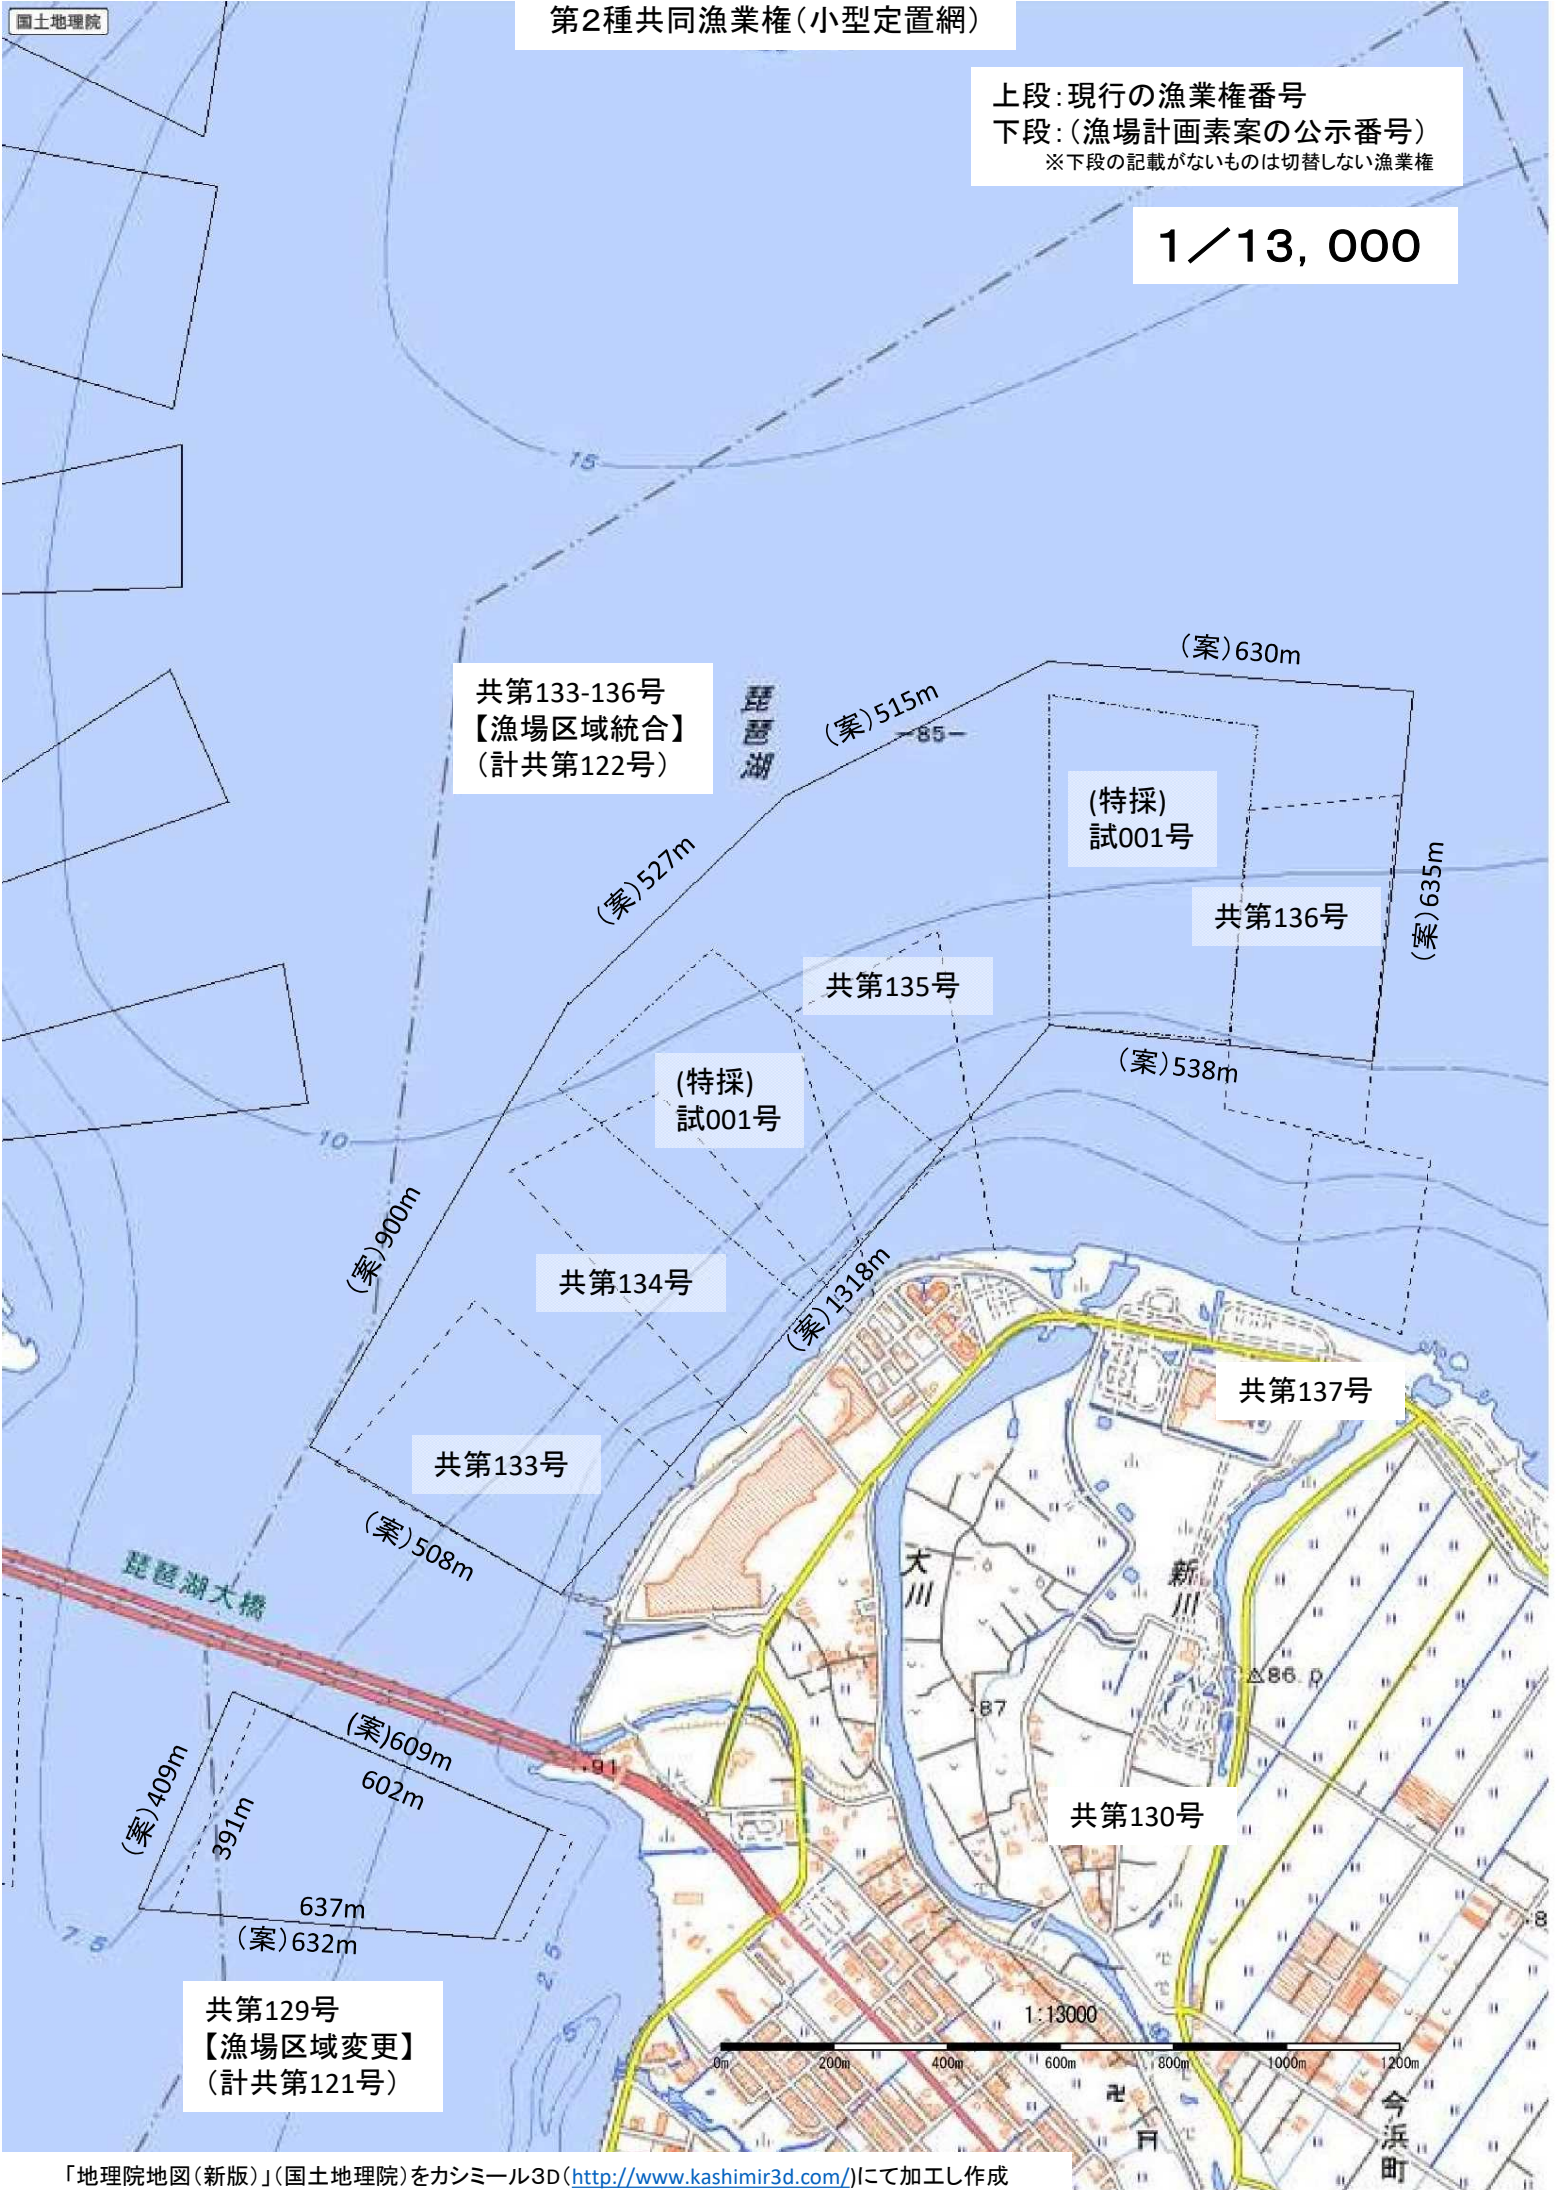 国土地理院
第2種共同漁業権(小型定置網)
上段:現行の漁業権番号
下段:(漁場計画素案の公示番号)
※下段の記載がないものは切替しない漁業権
1/13,000
15
(案)630m
共第133-136号
【漁場区域統合】
(計共第122号)
琵琶湖
(案)515m
-85-
(特採)
試001号
(案)527m
(案)635m
共第136号
共第135号
(案)538m
(特採)
試001号
10
(案)900m
共第134号
(案)1318m
共第137号
共第133号
(案)508m
琵琶湖大橋
大川
新川
△86.0
・87
(案)609m
602m
・91
(案)409m
391m
共第130号
637m
(案)632m
7.5
2.5
5
共第129号
【漁場区域変更】
(計共第121号)
1:13000
0m 200m 400m 600m 800m 1000m 1200m
今浜町
「地理院地図(新版)」(国土地理院)をカシミール3D(http://www.kashimir3d.com/)にて加工し作成